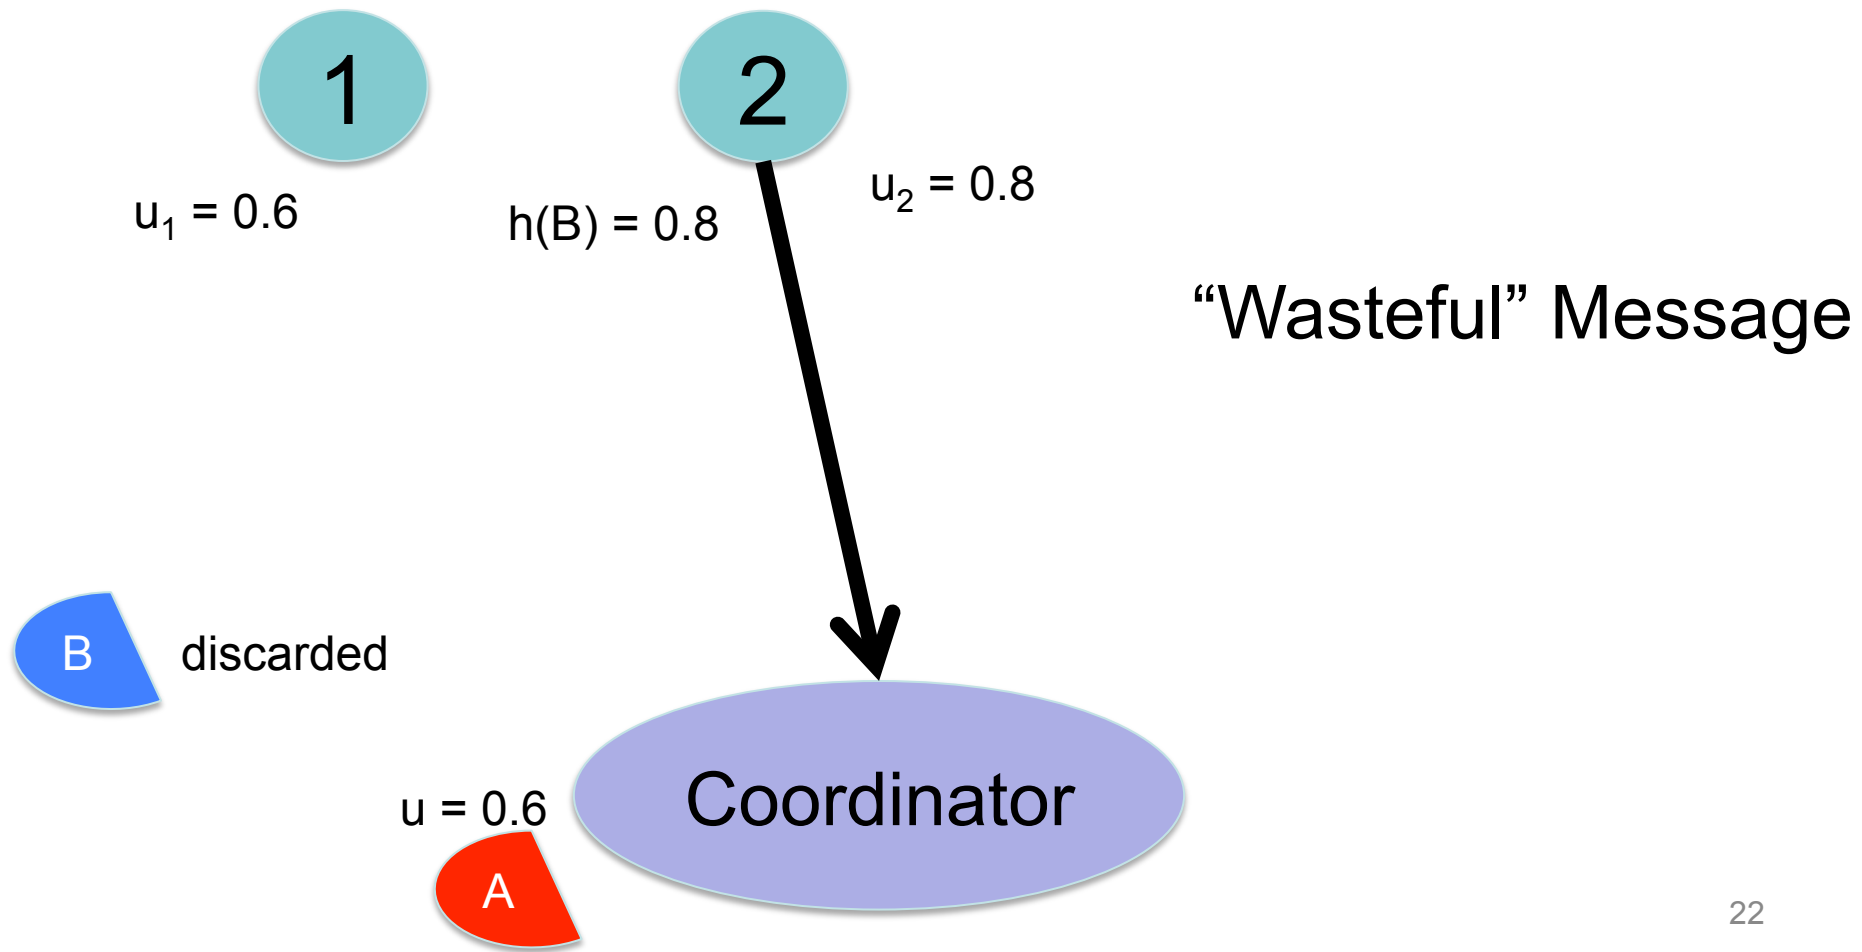 1
2
u₁ = 0.6
h(B) = 0.8
u₂ = 0.8
“Wasteful” Message
B
discarded
u = 0.6
Coordinator
A
22